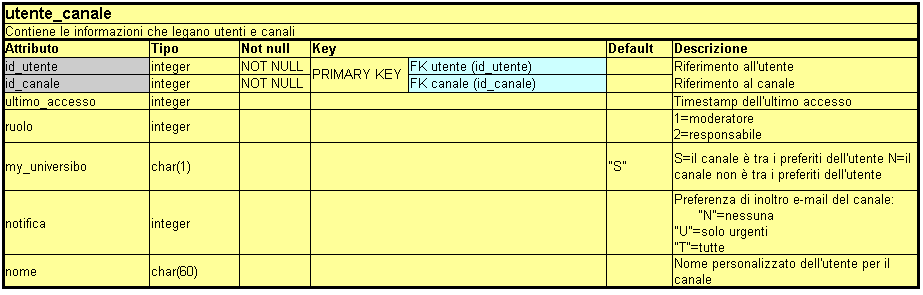 utente_canale
Contiene le informazioni che legano utenti e canali
Attributo Tipo Not null Key Default Descrizione
id_utente integer NOT NULL PRIMARY KEY FK utente (id_utente) Riferimento all'utente
id_canale integer NOT NULL FK canale (id_canale) Riferimento al canale
ultimo_accesso integer Timestamp dell'ultimo accesso
ruolo integer 1=moderatore
2=responsabile
my_universibo char(1) "S" S=il canale è tra i preferiti dell'utente N=il
canale non è tra i preferiti dell'utente
notifica integer Preferenza di inoltro e-mail del canale:
"N"=nessuna
"U"=solo urgenti
"T"=tutte
nome char(60) Nome personalizzato dell'utente per il
canale